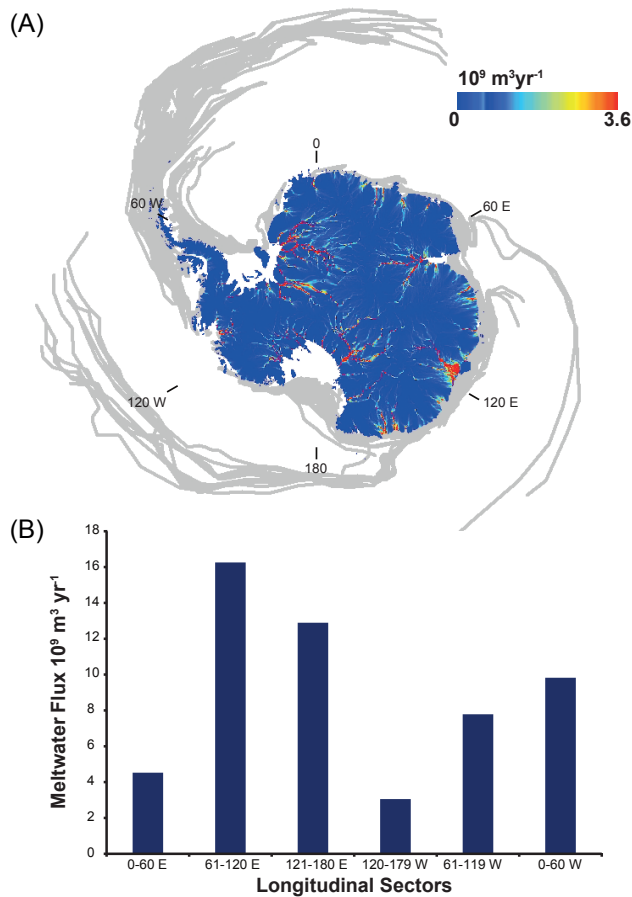 (A)
10⁹ m³yr⁻¹
0 3.6
0
60 W
60 E
120 W
120 E
180
(B)
Meltwater Flux 10⁹ m³ yr⁻¹
18
16
14
12
10
8
6
4
2
0
0-60 E 61-120 E 121-180 E 120-179 W 61-119 W 0-60 W
Longitudinal Sectors